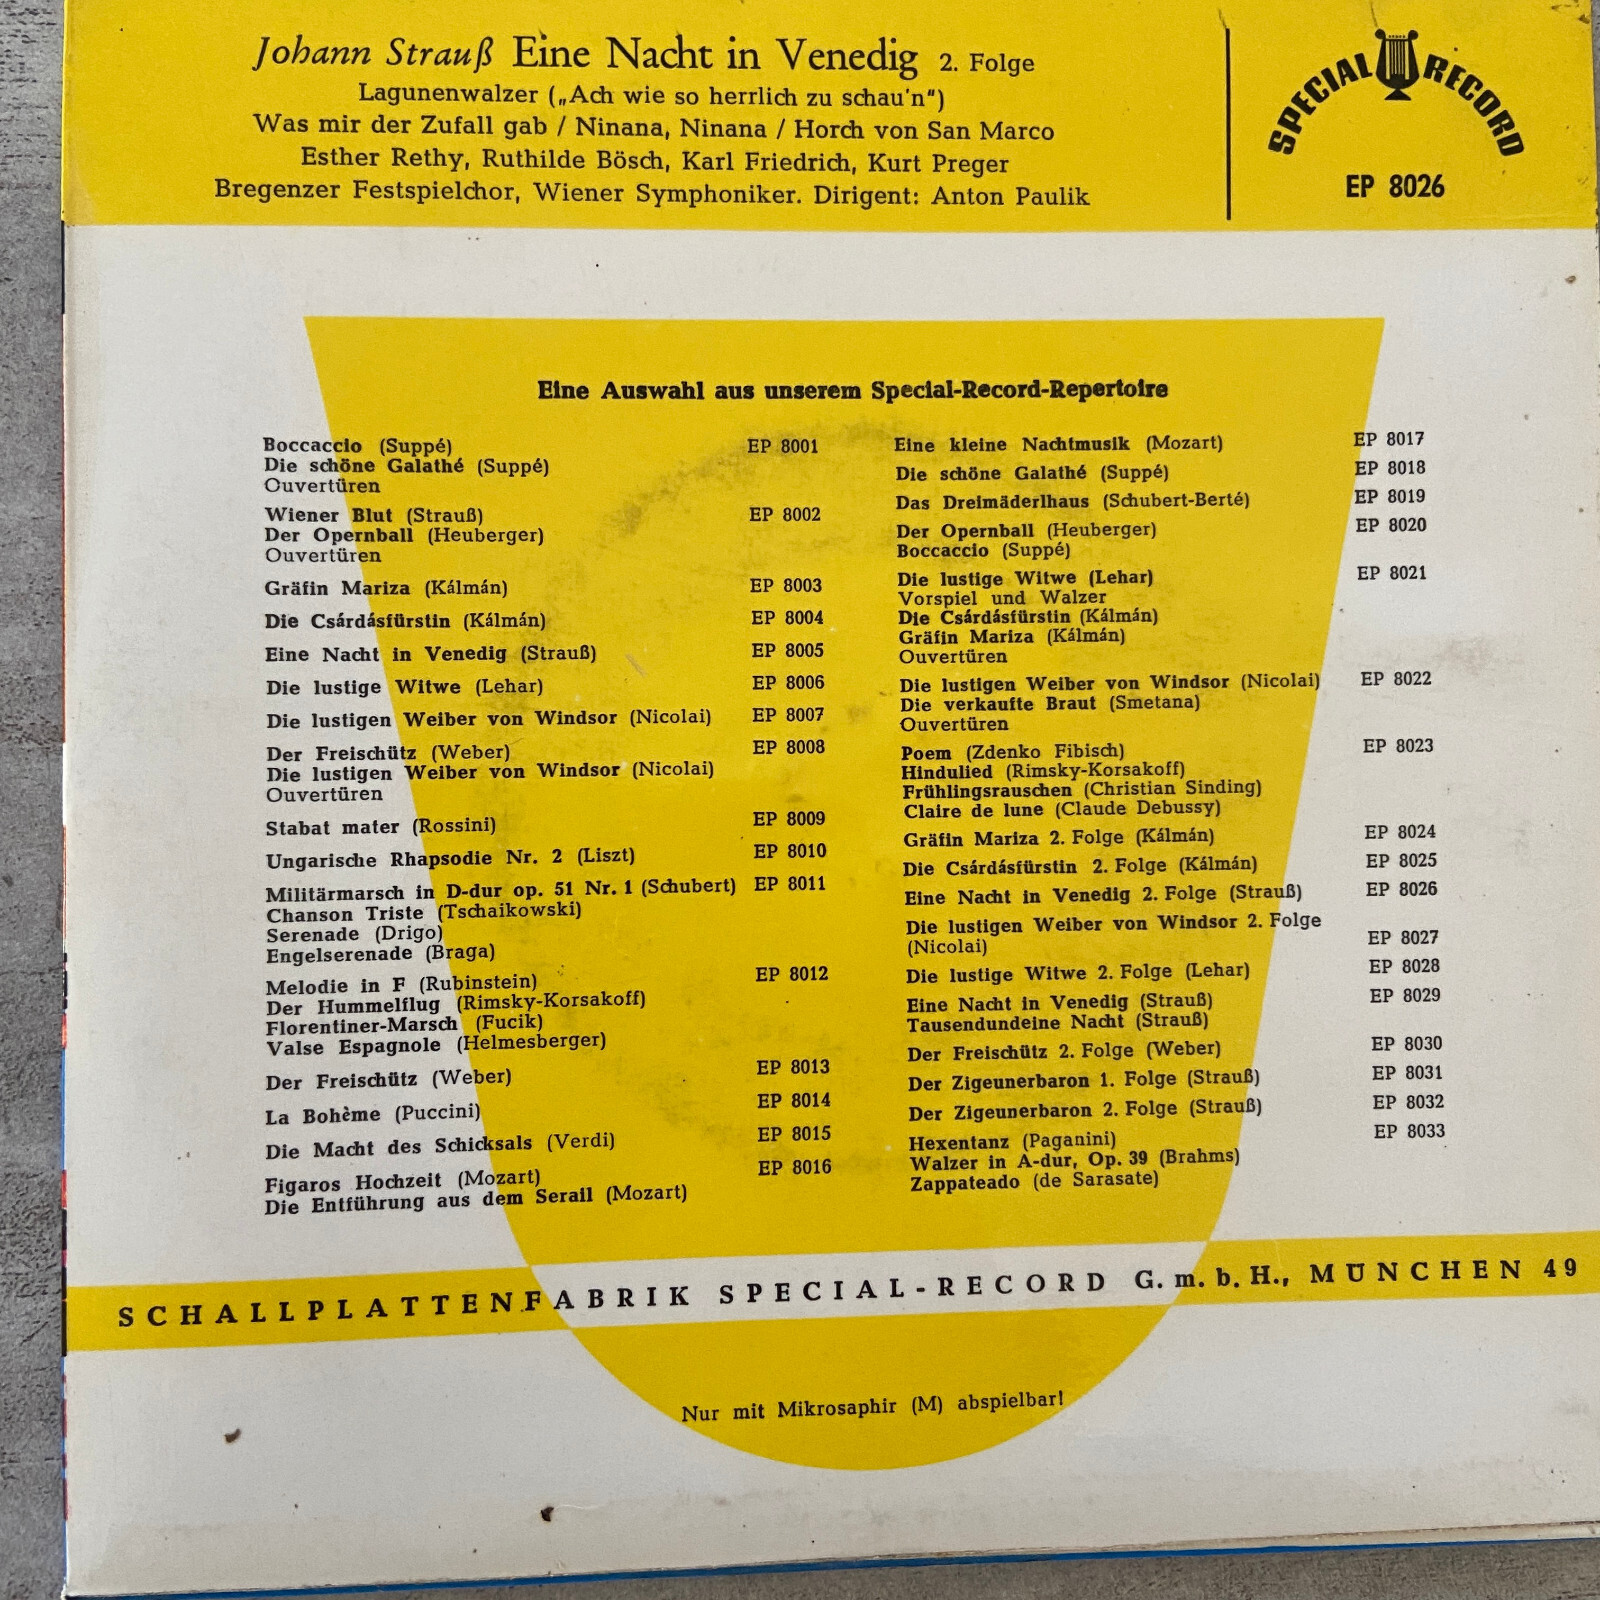 Johann Strauß Eine Nacht in Venedig 2. Folge
Lagunenwalzer („Ach wie so herrlich zu schau'n“)
Was mir der Zufall gab / Ninana, Ninana / Horch von San Marco
Esther Rethy, Ruthilde Bösch, Karl Friedrich, Kurt Preger
Bregenzer Festspielchor, Wiener Symphoniker. Dirigent: Anton Paulik
SPECIAL RECORD
EP 8026
Eine Auswahl aus unserem Special-Record-Repertoire
Boccaccio (Suppé) EP 8001
Die schöne Galathé (Suppé)
Ouvertüren
Wiener Blut (Strauß) EP 8002
Der Opernball (Heuberger)
Ouvertüren
Gräfin Mariza (Kálmán) EP 8003
Die Csárdásfürstin (Kálmán) EP 8004
Eine Nacht in Venedig (Strauß) EP 8005
Die lustige Witwe (Lehar) EP 8006
Die lustigen Weiber von Windsor (Nicolai) EP 8007
Der Freischütz (Weber) EP 8008
Die lustigen Weiber von Windsor (Nicolai)
Ouvertüren
Stabat mater (Rossini) EP 8009
Ungarische Rhapsodie Nr. 2 (Liszt) EP 8010
Militärmarsch in D-dur op. 51 Nr. 1 (Schubert) EP 8011
Chanson Triste (Tschaikowski)
Serenade (Drigo)
Engelserenade (Braga)
Melodie in F (Rubinstein) EP 8012
Der Hummelflug (Rimsky-Korsakoff)
Florentiner-Marsch (Fucik)
Valse Espagnole (Helmesberger)
Der Freischütz (Weber) EP 8013
La Bohème (Puccini) EP 8014
Die Macht des Schicksals (Verdi) EP 8015
Figaros Hochzeit (Mozart) EP 8016
Die Entführung aus dem Serail (Mozart)
Eine kleine Nachtmusik (Mozart) EP 8017
Die schöne Galathé (Suppé) EP 8018
Das Dreimäderlhaus (Schubert-Berté) EP 8019
Der Opernball (Heuberger) EP 8020
Boccaccio (Suppé)
Die lustige Witwe (Lehar) EP 8021
Vorspiel und Walzer
Die Csárdásfürstin (Kálmán)
Gräfin Mariza (Kálmán)
Ouvertüren
Die lustigen Weiber von Windsor (Nicolai) EP 8022
Die verkaufte Braut (Smetana)
Ouvertüren
Poem (Zdenko Fibisch) EP 8023
Hindulied (Rimsky-Korsakoff)
Frühlingsrauschen (Christian Sinding)
Claire de lune (Claude Debussy)
Gräfin Mariza 2. Folge (Kálmán) EP 8024
Die Csárdásfürstin 2. Folge (Kálmán) EP 8025
Eine Nacht in Venedig 2. Folge (Strauß) EP 8026
Die lustigen Weiber von Windsor 2. Folge
(Nicolai) EP 8027
Die lustige Witwe 2. Folge (Lehar) EP 8028
Eine Nacht in Venedig (Strauß) EP 8029
Tausendundeine Nacht (Strauß)
Der Freischütz 2. Folge (Weber) EP 8030
Der Zigeunerbaron 1. Folge (Strauß) EP 8031
Der Zigeunerbaron 2. Folge (Strauß) EP 8032
Hexentanz (Paganini) EP 8033
Walzer in A-dur, Op. 39 (Brahms)
Zappateado (de Sarasate)
SCHALLPLATTENFABRIK SPECIAL-RECORD G.m.b.H., MÜNCHEN 49
Nur mit Mikrosaphir (M) abspielbar!